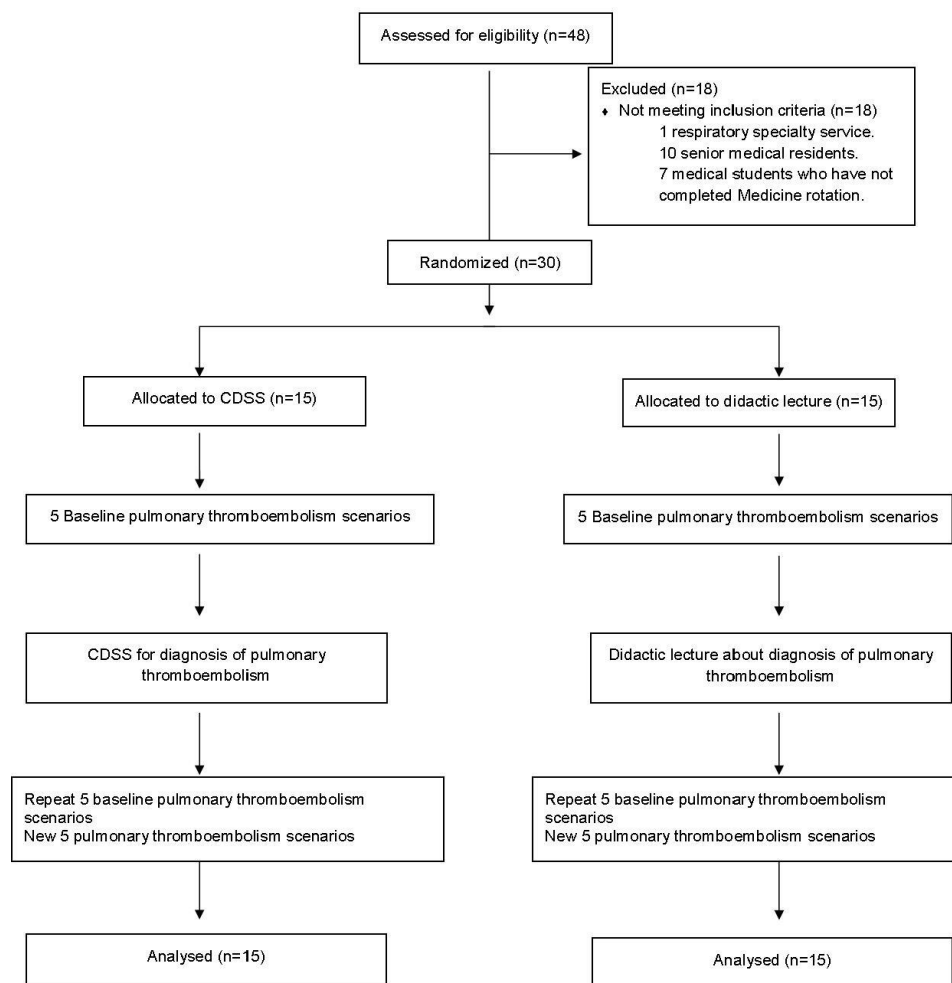 Assessed for eligibility (n=48)
Excluded (n=18)
♦ Not meeting inclusion criteria (n=18)
1 respiratory specialty service.
10 senior medical residents.
7 medical students who have not
completed Medicine rotation.
Randomized (n=30)
Allocated to CDSS (n=15)
Allocated to didactic lecture (n=15)
5 Baseline pulmonary thromboembolism scenarios
5 Baseline pulmonary thromboembolism scenarios
CDSS for diagnosis of pulmonary
thromboembolism
Didactic lecture about diagnosis of pulmonary
thromboembolism
Repeat 5 baseline pulmonary thromboembolism
scenarios
New 5 pulmonary thromboembolism scenarios
Repeat 5 baseline pulmonary thromboembolism
scenarios
New 5 pulmonary thromboembolism scenarios
Analysed (n=15)
Analysed (n=15)